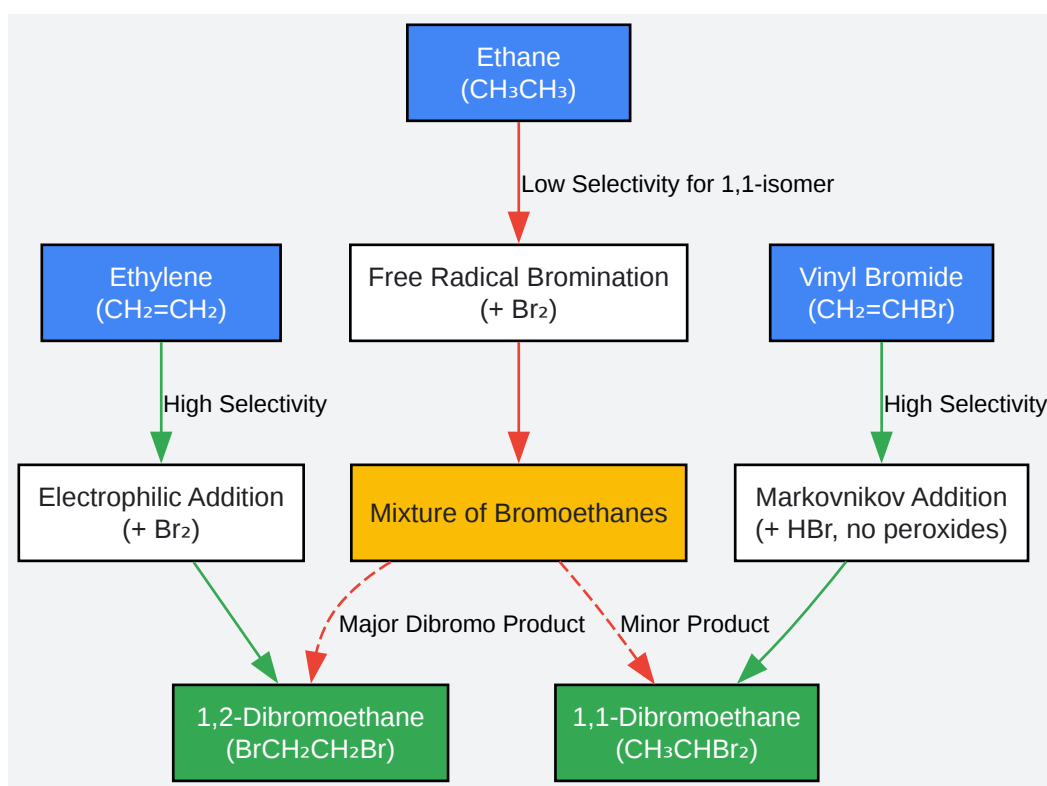 Ethane
(CH₃CH₃)
Low Selectivity for 1,1-isomer
Ethylene
(CH₂=CH₂)
Free Radical Bromination
(+ Br₂)
Vinyl Bromide
(CH₂=CHBr)
High Selectivity
High Selectivity
Electrophilic Addition
(+ Br₂)
Mixture of Bromoethanes
Markovnikov Addition
(+ HBr, no peroxides)
Major Dibromo Product
Minor Product
1,2-Dibromoethane
(BrCH₂CH₂Br)
1,1-Dibromoethane
(CH₃CHBr₂)